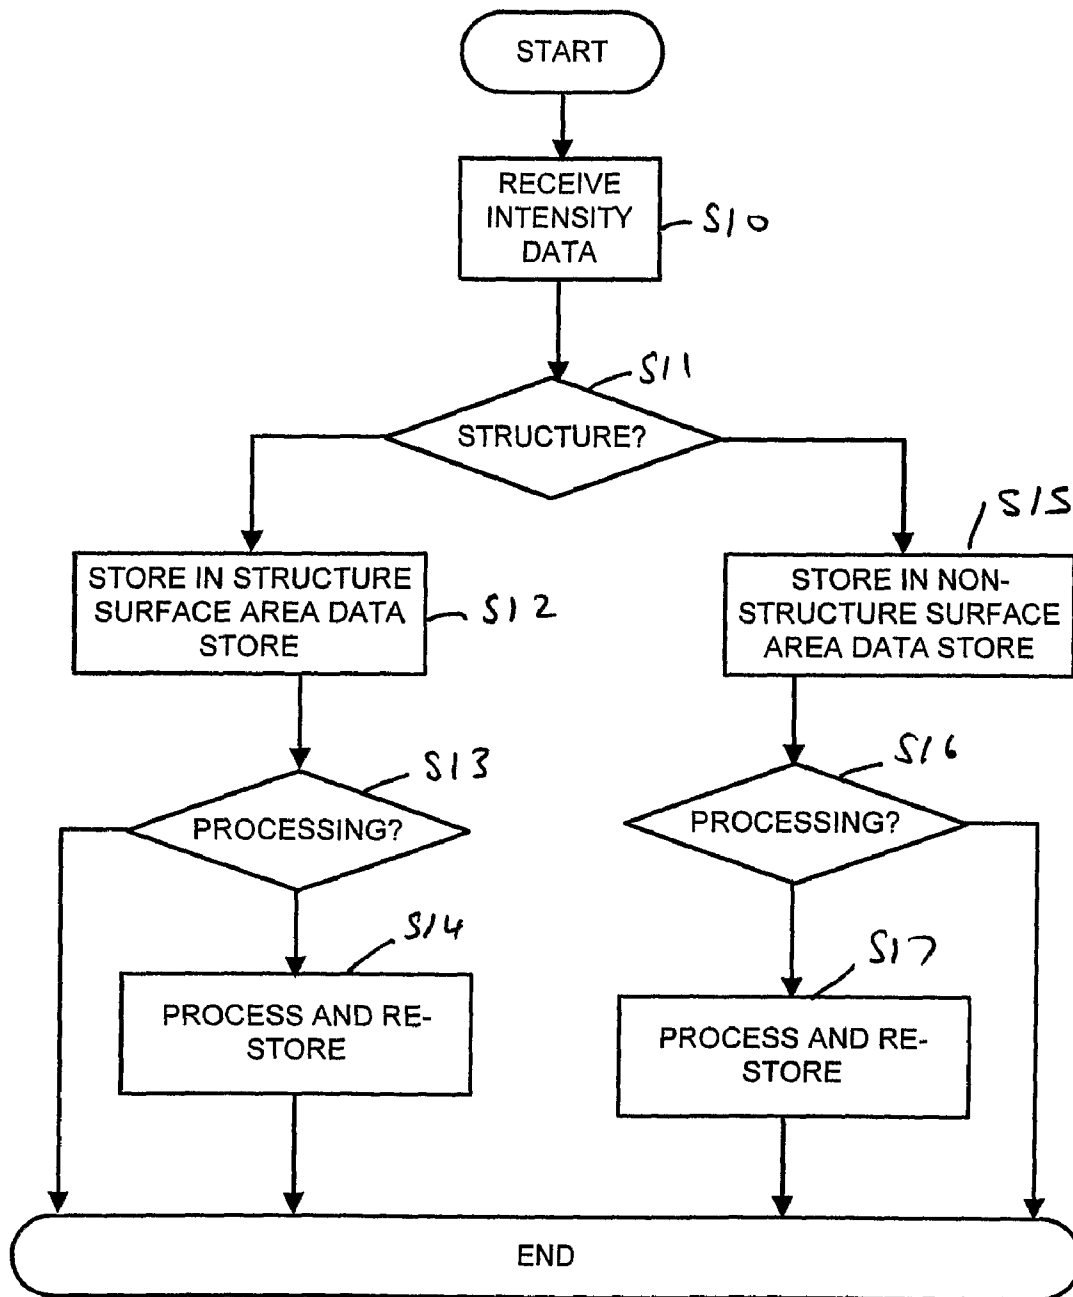 START
RECEIVE
INTENSITY
DATA
S10
S11
STRUCTURE?
S15
STORE IN STRUCTURE
SURFACE AREA DATA
STORE
S12
STORE IN NON-
STRUCTURE SURFACE
AREA DATA STORE
S13
PROCESSING?
S16
PROCESSING?
S14
PROCESS AND RE-
STORE
S17
PROCESS AND RE-
STORE
END